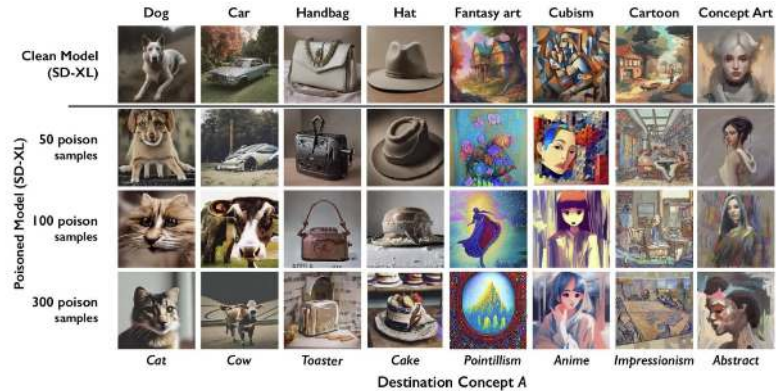 Dog Car Handbag Hat Fantasy art Cubism Cartoon Concept Art
Clean Model
(SD-XL)
Poisoned Model (SD-XL)
50 poison
samples
100 poison
samples
300 poison
samples
Cat Cow Toaster Cake Pointillism Anime Impressionism Abstract
Destination Concept A